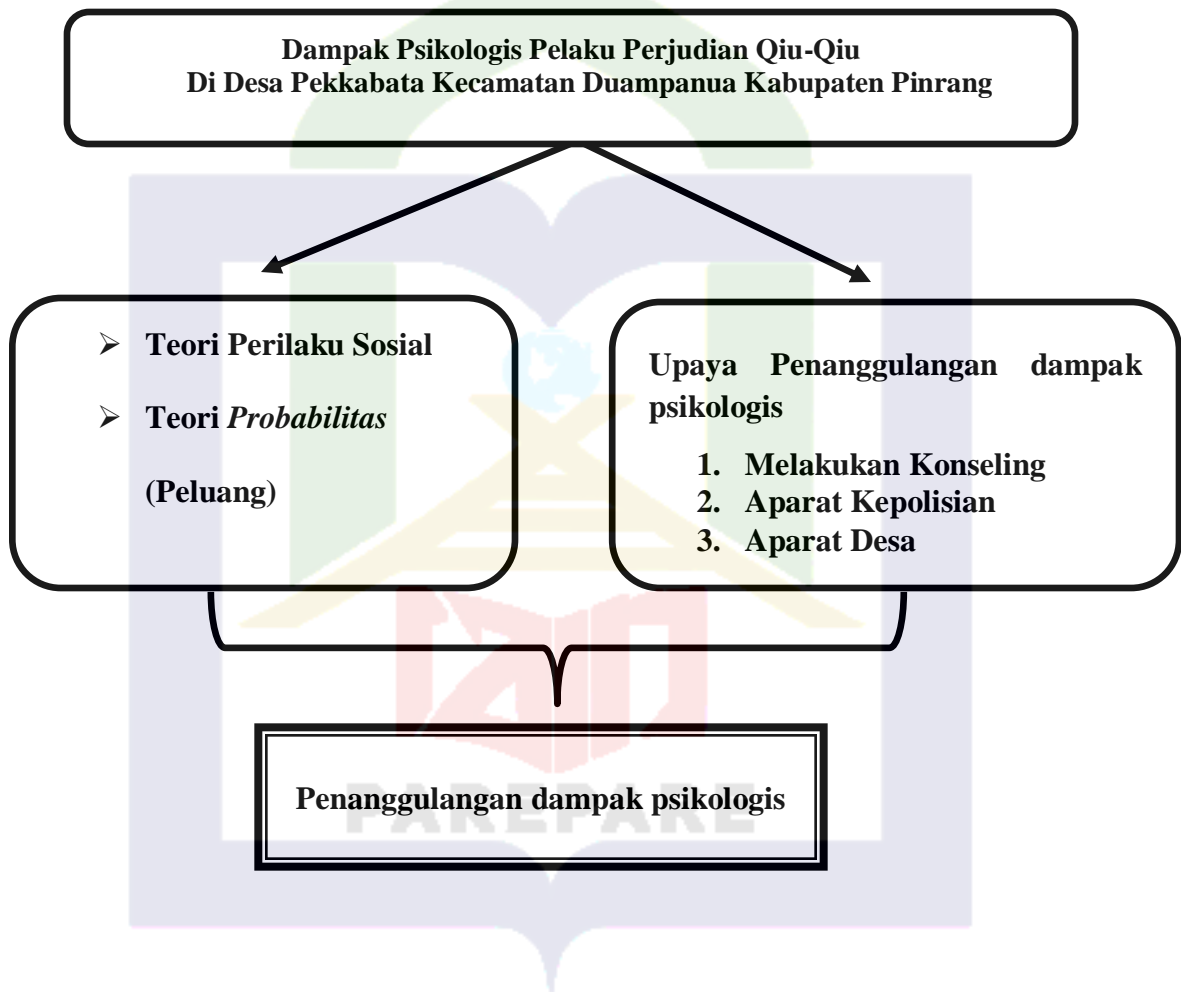 Dampak Psikologis Pelaku Perjudian Qiu-Qiu
Di Desa Pekkabata Kecamatan Duampanua Kabupaten Pinrang
➢ Teori Perilaku Sosial
➢ Teori Probabilitas
(Peluang)
Upaya Penanggulangan dampak
psikologis
1. Melakukan Konseling
2. Aparat Kepolisian
3. Aparat Desa
Penanggulangan dampak psikologis
PAREPARE